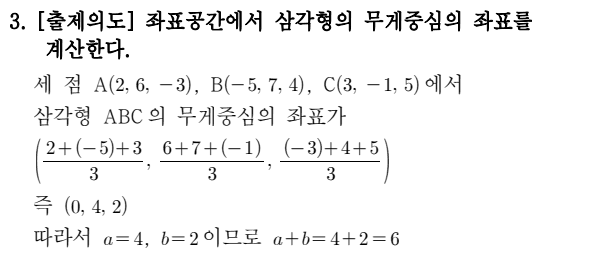 3. [출제의도] 좌표공간에서 삼각형의 무게중심의 좌표를
계산한다.
세 점 A(2, 6, −3), B(−5, 7, 4), C(3, −1, 5)에서
삼각형 ABC의 무게중심의 좌표가
(2+(−5)+3/3, 6+7+(−1)/3, (−3)+4+5/3)
즉 (0, 4, 2)
따라서 a=4, b=2이므로 a+b=4+2=6